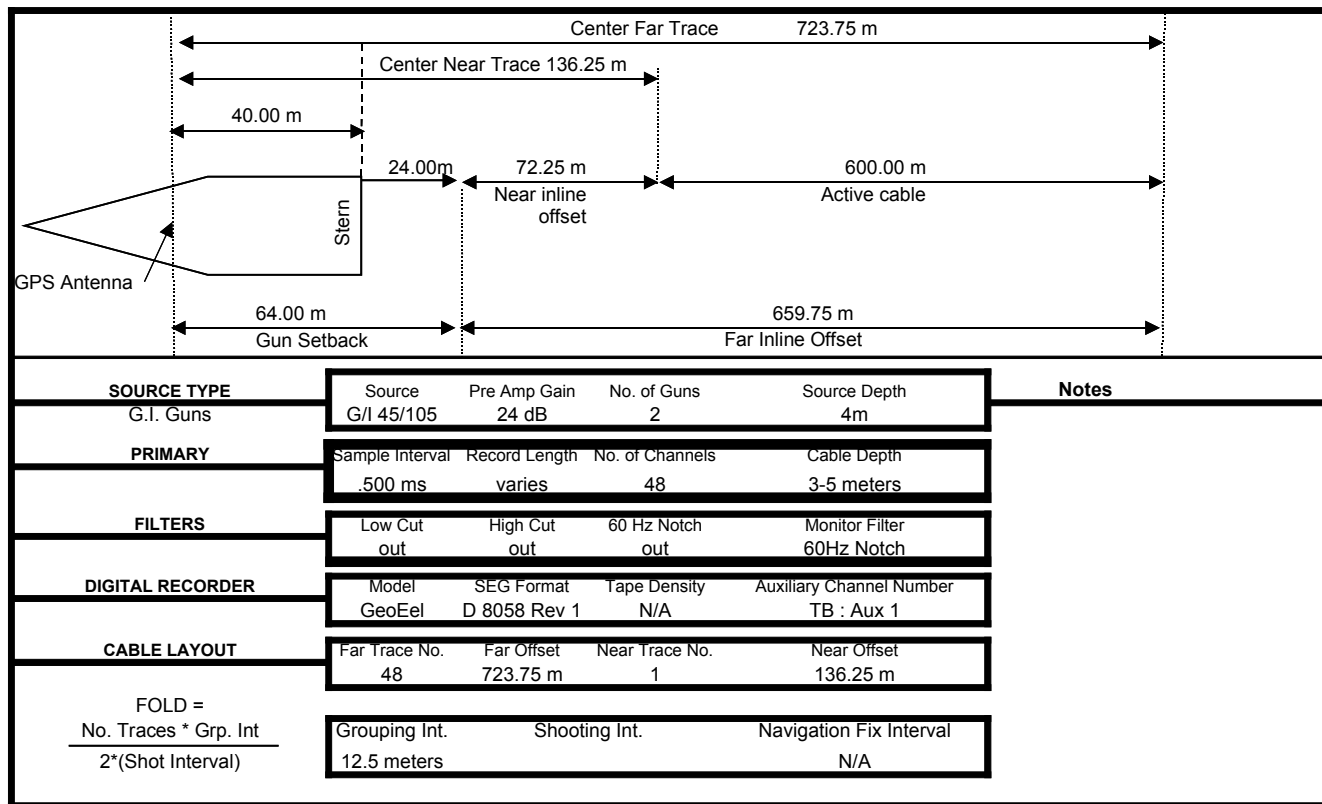 Center Far Trace 723.75 m
Center Near Trace 136.25 m
40.00 m
24.00m 72.25 m 600.00 m
Near inline Active cable
offset
Stern
GPS Antenna
64.00 m 659.75 m
Gun Setback Far Inline Offset
SOURCE TYPE Source Pre Amp Gain No. of Guns Source Depth Notes
G.I. Guns G/I 45/105 24 dB 2 4m
PRIMARY Sample Interval Record Length No. of Channels Cable Depth
.500 ms varies 48 3-5 meters
FILTERS Low Cut High Cut 60 Hz Notch Monitor Filter
out out out 60Hz Notch
DIGITAL RECORDER Model SEG Format Tape Density Auxiliary Channel Number
GeoEel D 8058 Rev 1 N/A TB : Aux 1
CABLE LAYOUT Far Trace No. Far Offset Near Trace No. Near Offset
48 723.75 m 1 136.25 m
FOLD =
No. Traces * Grp. Int Grouping Int. Shooting Int. Navigation Fix Interval
2*(Shot Interval) 12.5 meters N/A